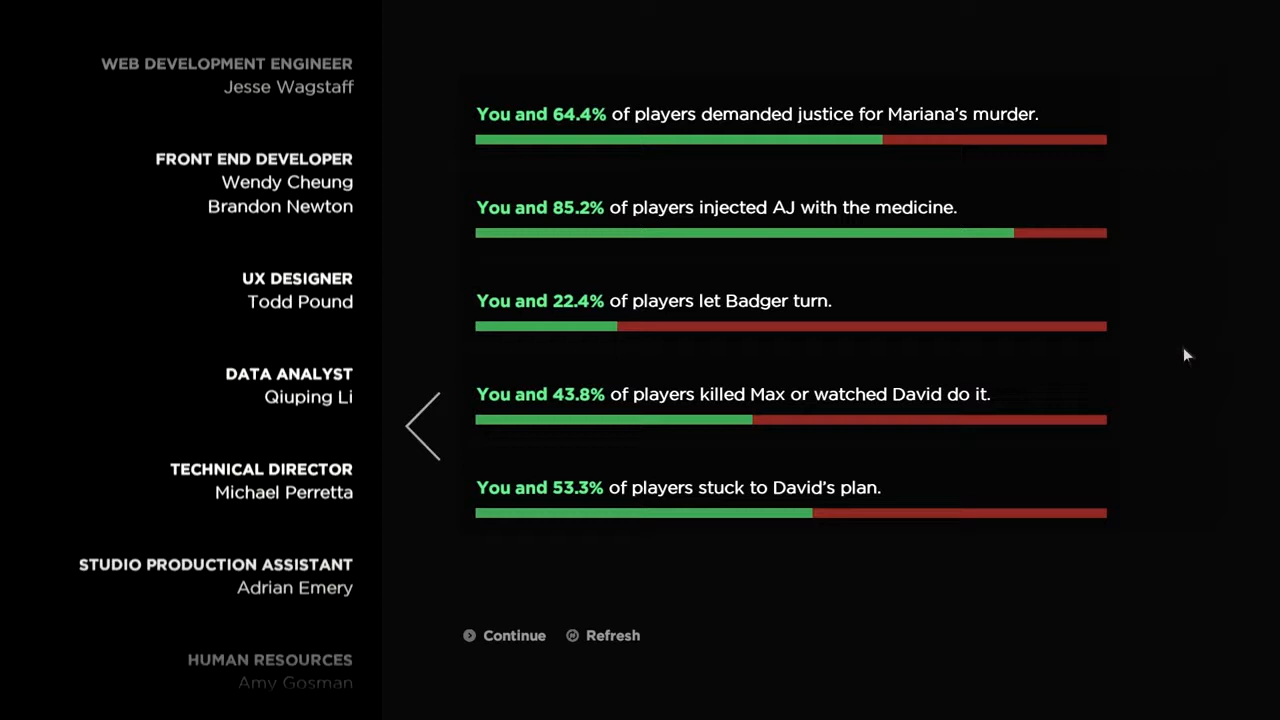 WEB DEVELOPMENT ENGINEER
Jesse Wagstaff
FRONT END DEVELOPER
Wendy Cheung
Brandon Newton
UX DESIGNER
Todd Pound
DATA ANALYST
Qiuping Li
TECHNICAL DIRECTOR
Michael Perretta
STUDIO PRODUCTION ASSISTANT
Adrian Emery
HUMAN RESOURCES
Amy Gosman
You and 64.4% of players demanded justice for Mariana's murder.
You and 85.2% of players injected AJ with the medicine.
You and 22.4% of players let Badger turn.
You and 43.8% of players killed Max or watched David do it.
You and 53.3% of players stuck to David's plan.
Continue Refresh